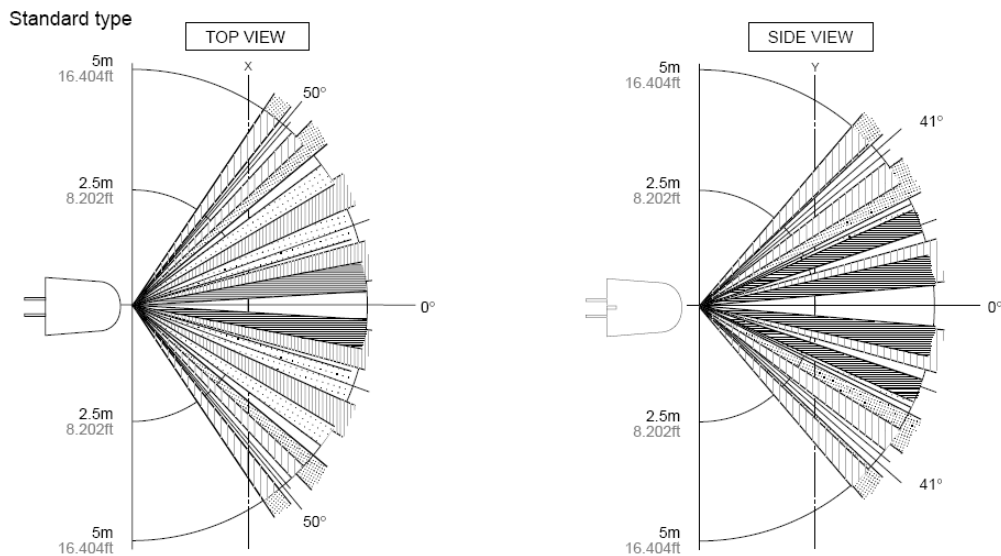 Standard type
TOP VIEW
5m
16.404ft
X
50°
2.5m
8.202ft
0°
2.5m
8.202ft
50°
5m
16.404ft
SIDE VIEW
5m
16.404ft
Y
41°
2.5m
8.202ft
0°
2.5m
8.202ft
41°
5m
16.404ft